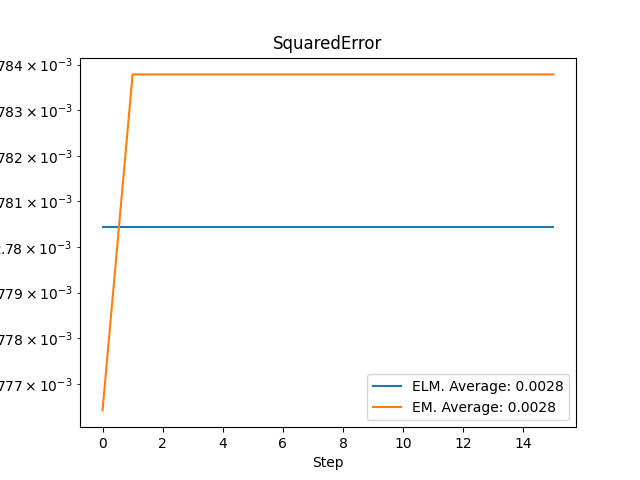 SquaredError
784 × 10⁻³
783 × 10⁻³
782 × 10⁻³
781 × 10⁻³
.78 × 10⁻³
779 × 10⁻³
778 × 10⁻³
777 × 10⁻³
ELM. Average: 0.0028
EM. Average: 0.0028
0 2 4 6 8 10 12 14
Step